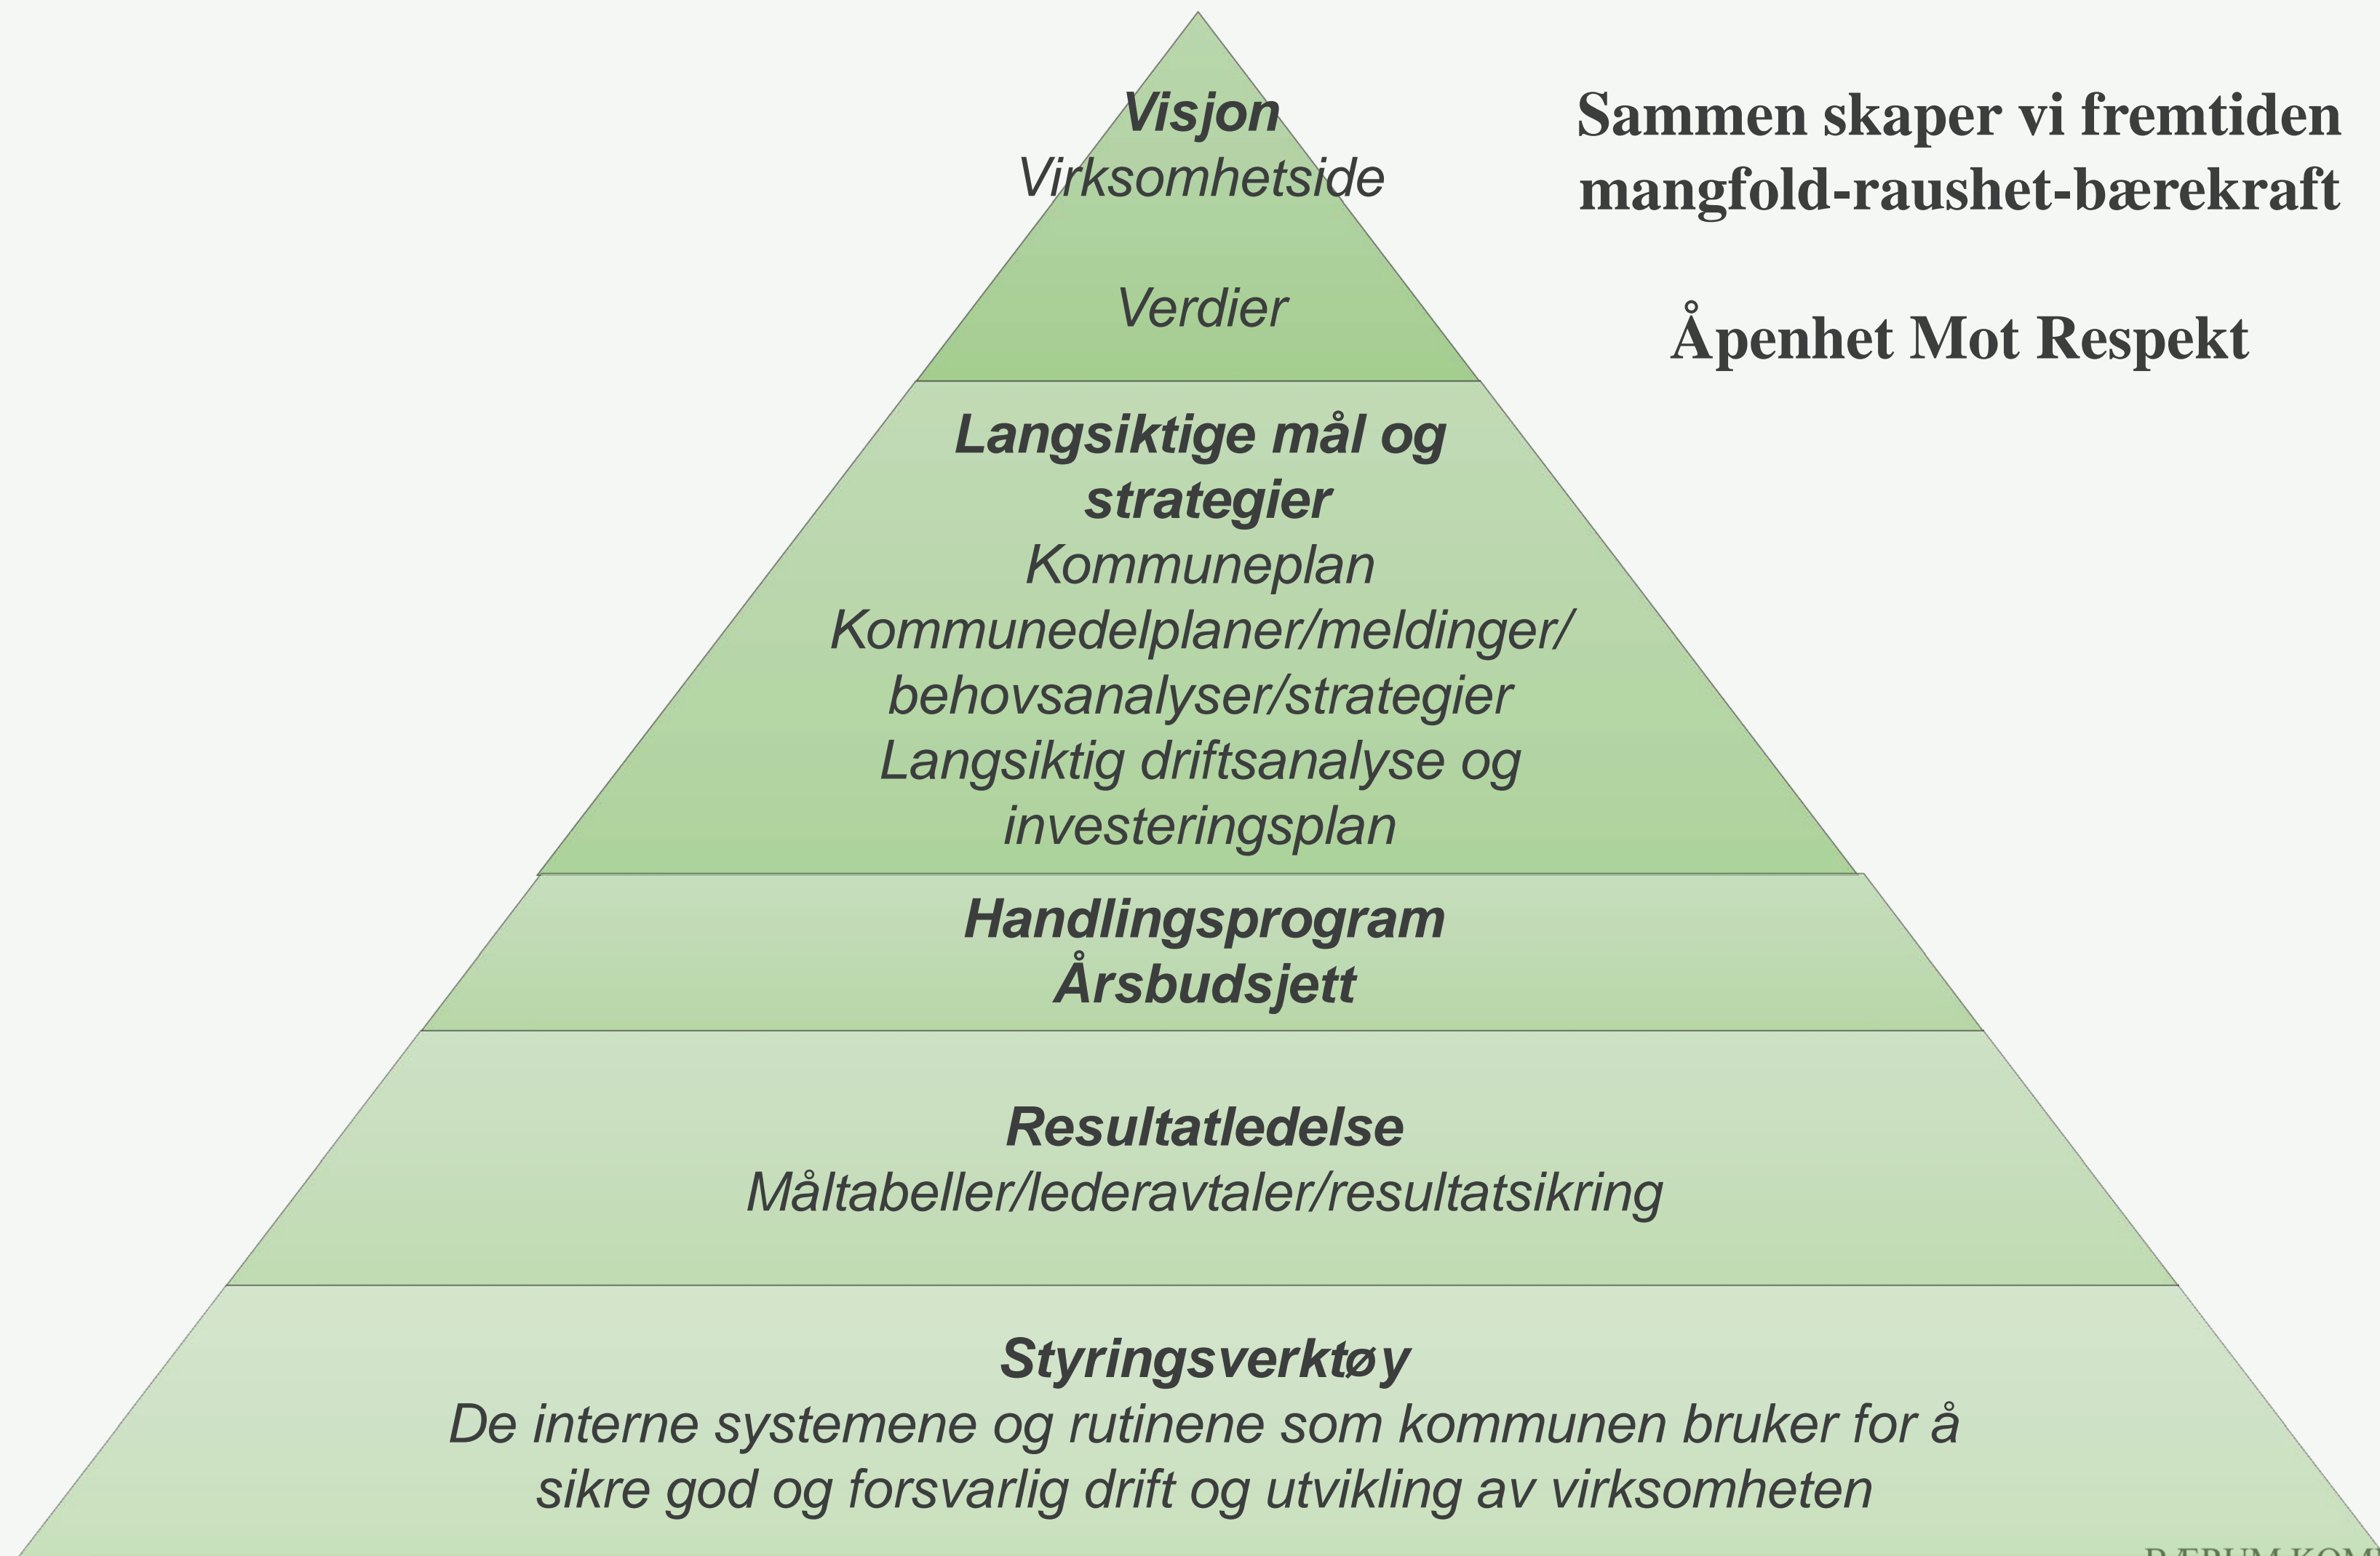 Visjon
Virksomhetside
Verdier
Sammen skaper vi fremtiden
mangfold-raushet-bærekraft
Åpenhet Mot Respekt
Langsiktige mål og
strategier
Kommuneplan
Kommunedelplaner/meldinger/
behovsanalyser/strategier
Langsiktig driftsanalyse og
investeringsplan
Handlingsprogram
Årsbudsjett
Resultatledelse
Måltabeller/lederavtaler/resultatsikring
Styringsverktøy
De interne systemene og rutinene som kommunen bruker for å
sikre god og forsvarlig drift og utvikling av virksomheten